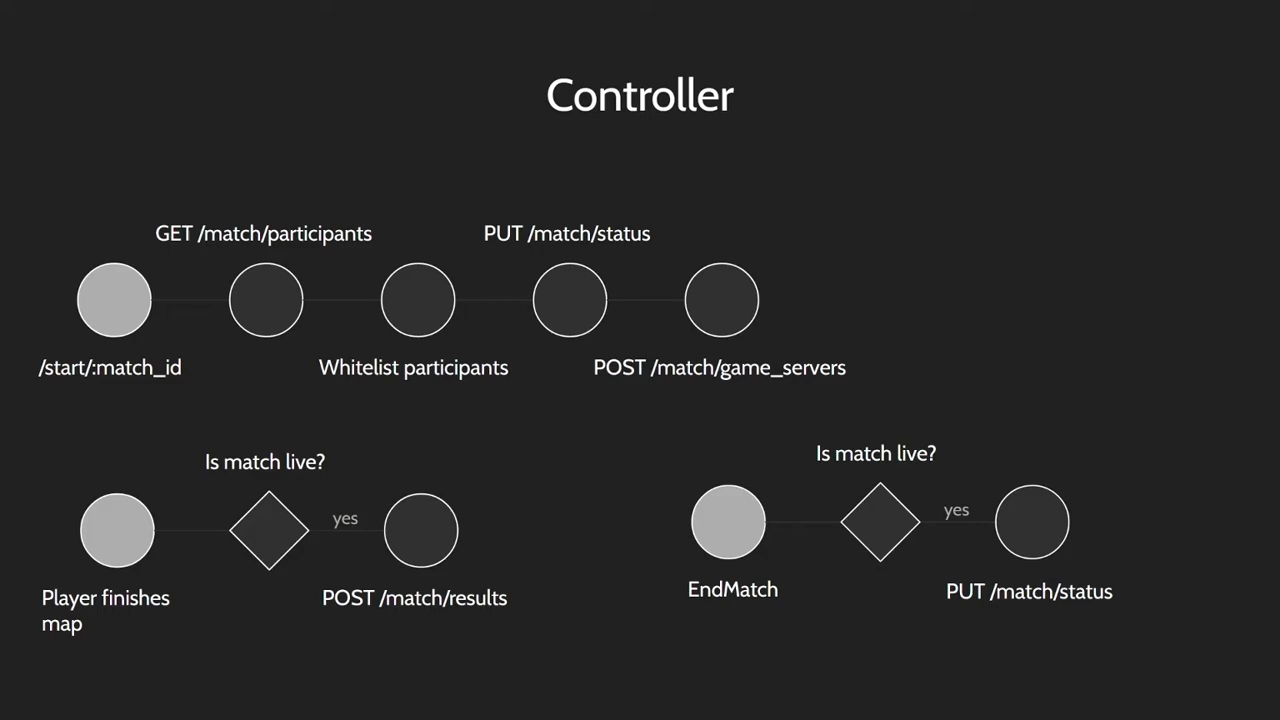 Controller
GET /match/participants
PUT /match/status
/start/:match_id
Whitelist participants
POST /match/game_servers
Is match live?
yes
Player finishes
map
POST /match/results
Is match live?
yes
EndMatch
PUT /match/status